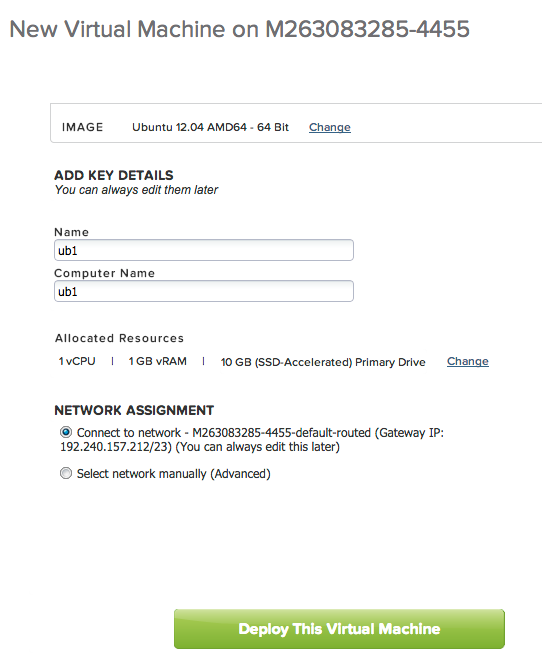 New Virtual Machine on M263083285-4455
IMAGE Ubuntu 12.04 AMD64 - 64 Bit Change
ADD KEY DETAILS
You can always edit them later
Name
ub1
Computer Name
ub1
Allocated Resources
1 vCPU | 1 GB vRAM | 10 GB (SSD-Accelerated) Primary Drive Change
NETWORK ASSIGNMENT
Connect to network - M263083285-4455-default-routed (Gateway IP:
192.240.157.212/23) (You can always edit this later)
Select network manually (Advanced)
Deploy This Virtual Machine